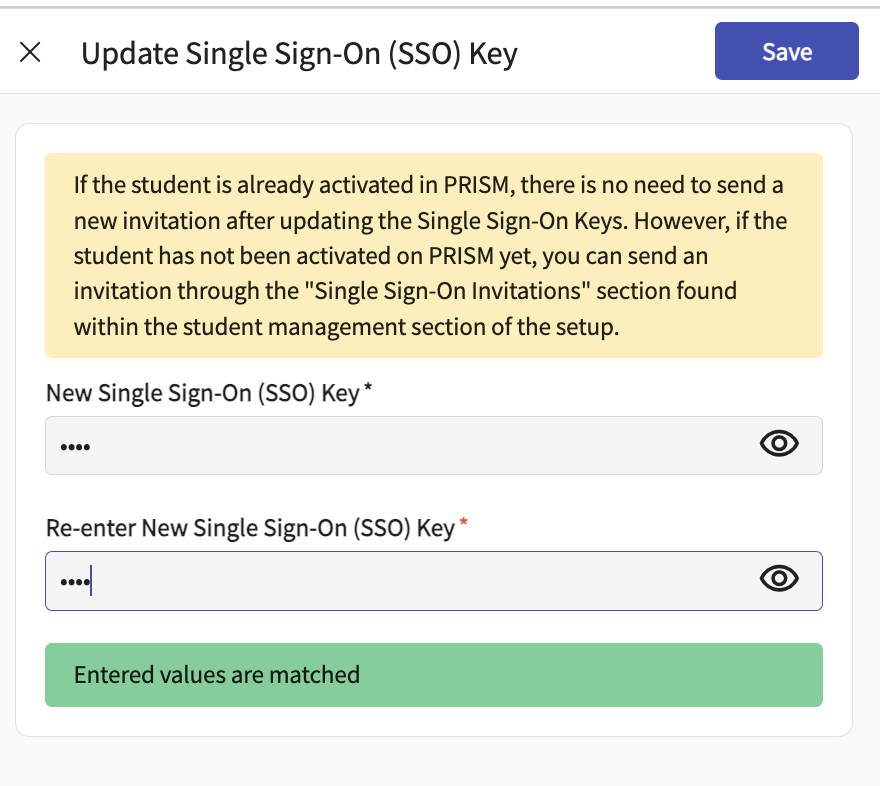 Update Single Sign-On (SSO) Key
Save
If the student is already activated in PRISM, there is no need to send a
new invitation after updating the Single Sign-On Keys. However, if the
student has not been activated on PRISM yet, you can send an
invitation through the "Single Sign-On Invitations" section found
within the student management section of the setup.
New Single Sign-On (SSO) Key *
••••
Re-enter New Single Sign-On (SSO) Key *
••••
Entered values are matched